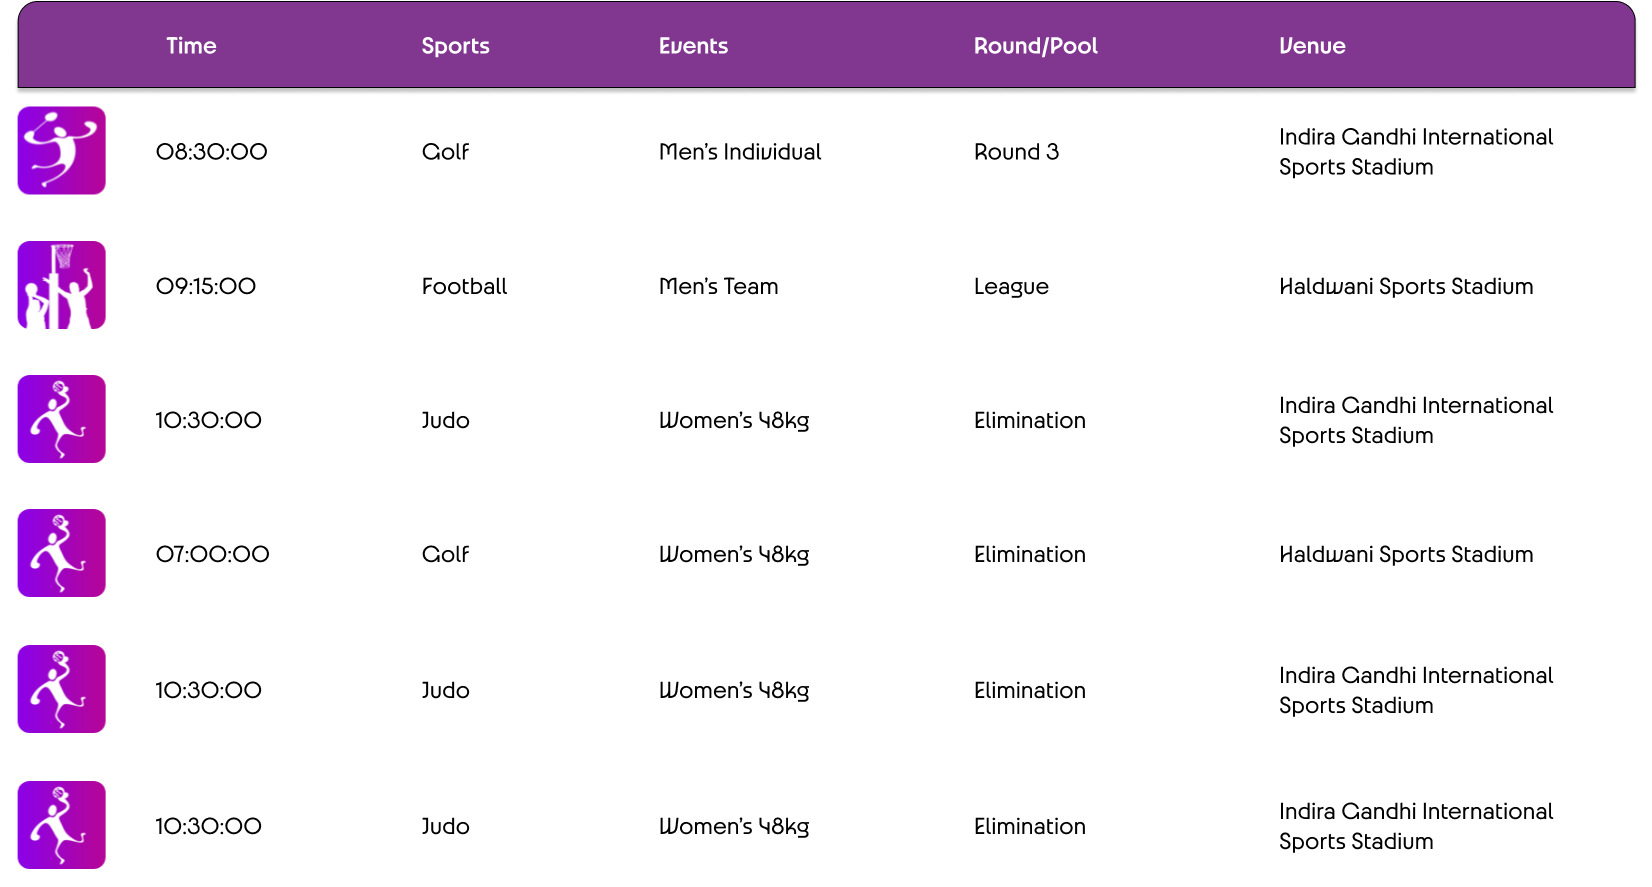 Time Sports Events Round/Pool Venue
08:30:00 Golf Men's Individual Round 3 Indira Gandhi International
Sports Stadium
09:15:00 Football Men's Team League Haldwani Sports Stadium
10:30:00 Judo Women's 48kg Elimination Indira Gandhi International
Sports Stadium
07:00:00 Golf Women's 48kg Elimination Haldwani Sports Stadium
10:30:00 Judo Women's 48kg Elimination Indira Gandhi International
Sports Stadium
10:30:00 Judo Women's 48kg Elimination Indira Gandhi International
Sports Stadium